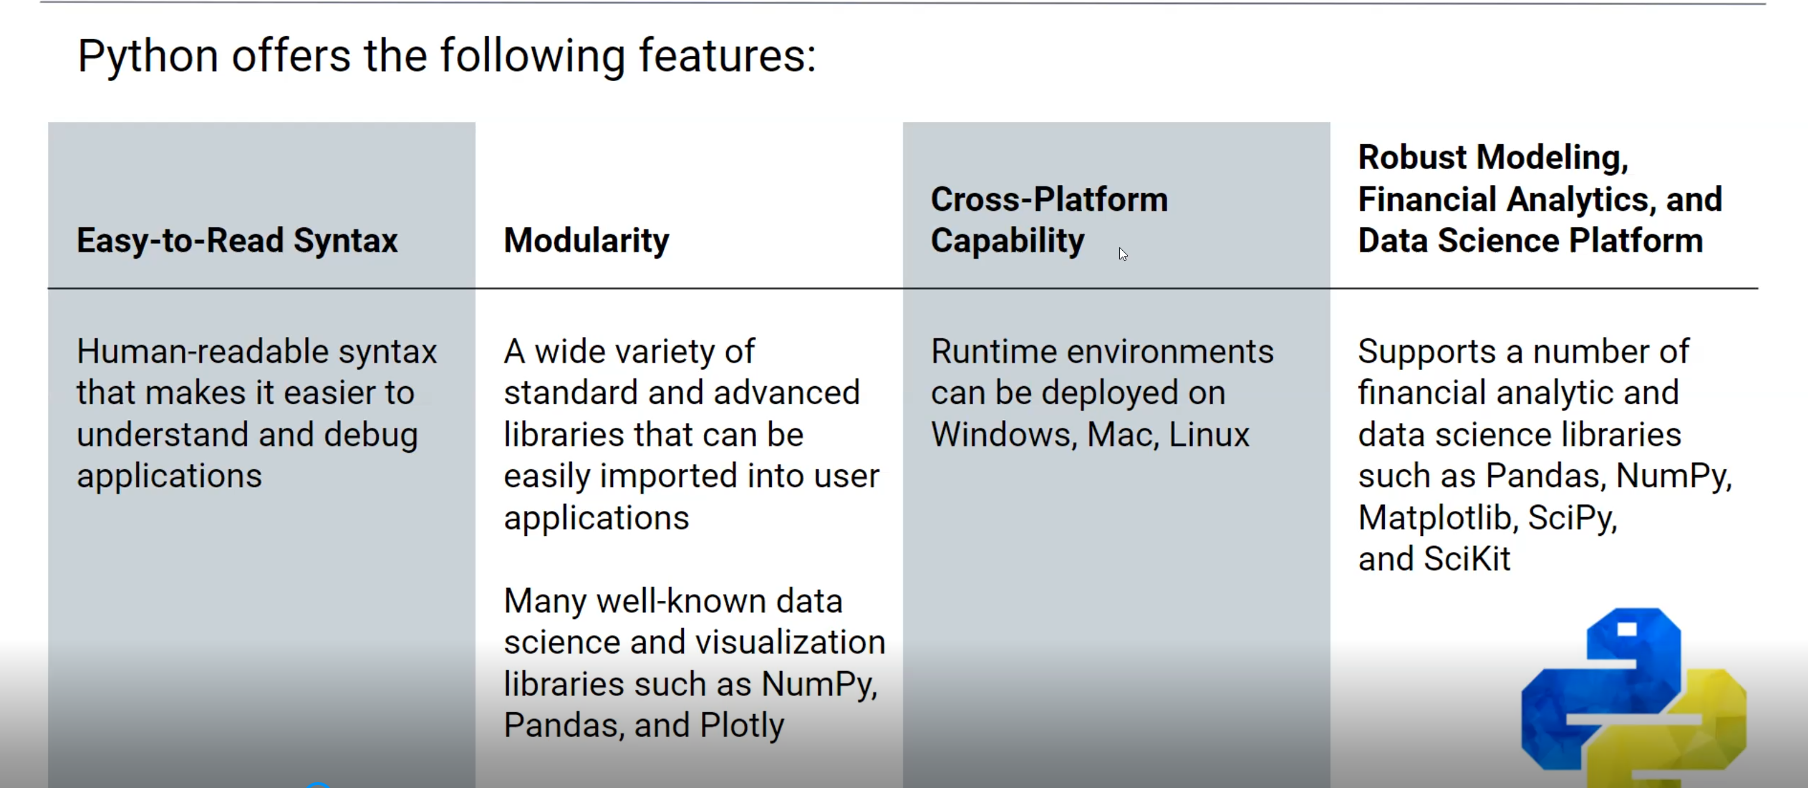 Python offers the following features:
Easy-to-Read Syntax
Human-readable syntax
that makes it easier to
understand and debug
applications
Modularity
A wide variety of
standard and advanced
libraries that can be
easily imported into user
applications
Many well-known data
science and visualization
libraries such as NumPy,
Pandas, and Plotly
Cross-Platform
Capability
Runtime environments
can be deployed on
Windows, Mac, Linux
Robust Modeling,
Financial Analytics, and
Data Science Platform
Supports a number of
financial analytic and
data science libraries
such as Pandas, NumPy,
Matplotlib, SciPy,
and SciKit